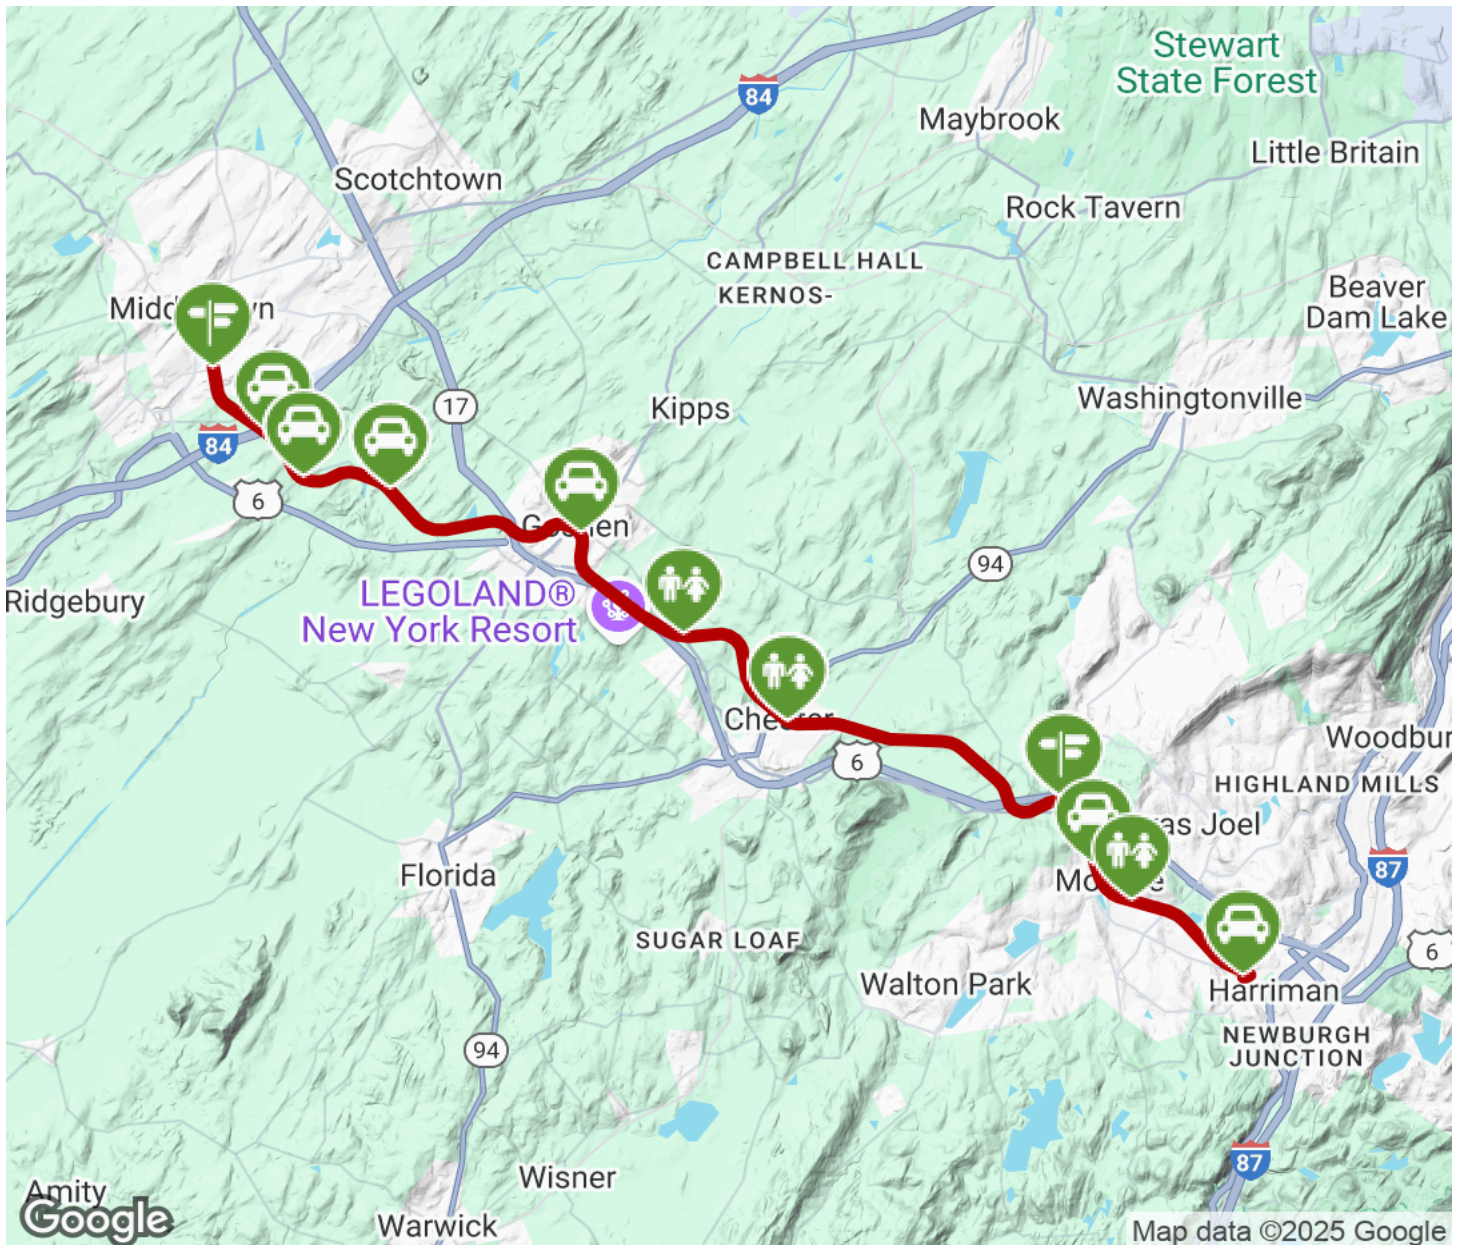 Stewart
State Forest
84
Maybrook
Little Britain
Scotchtown
Rock Tavern
CAMPBELL HALL
KERNOS-
Beaver
Dam Lake
Washingtonville
17
Kipps
84
6
94
Ridgebury
LEGOLAND®
New York Resort
6
Woodbur
HIGHLAND MILLS
as Joel
87
Florida
SUGAR LOAF
6
Walton Park
Harriman
NEWBURGH
JUNCTION
94
87
Wisner
Amity
Warwick
Google
Map data ©2025 Google